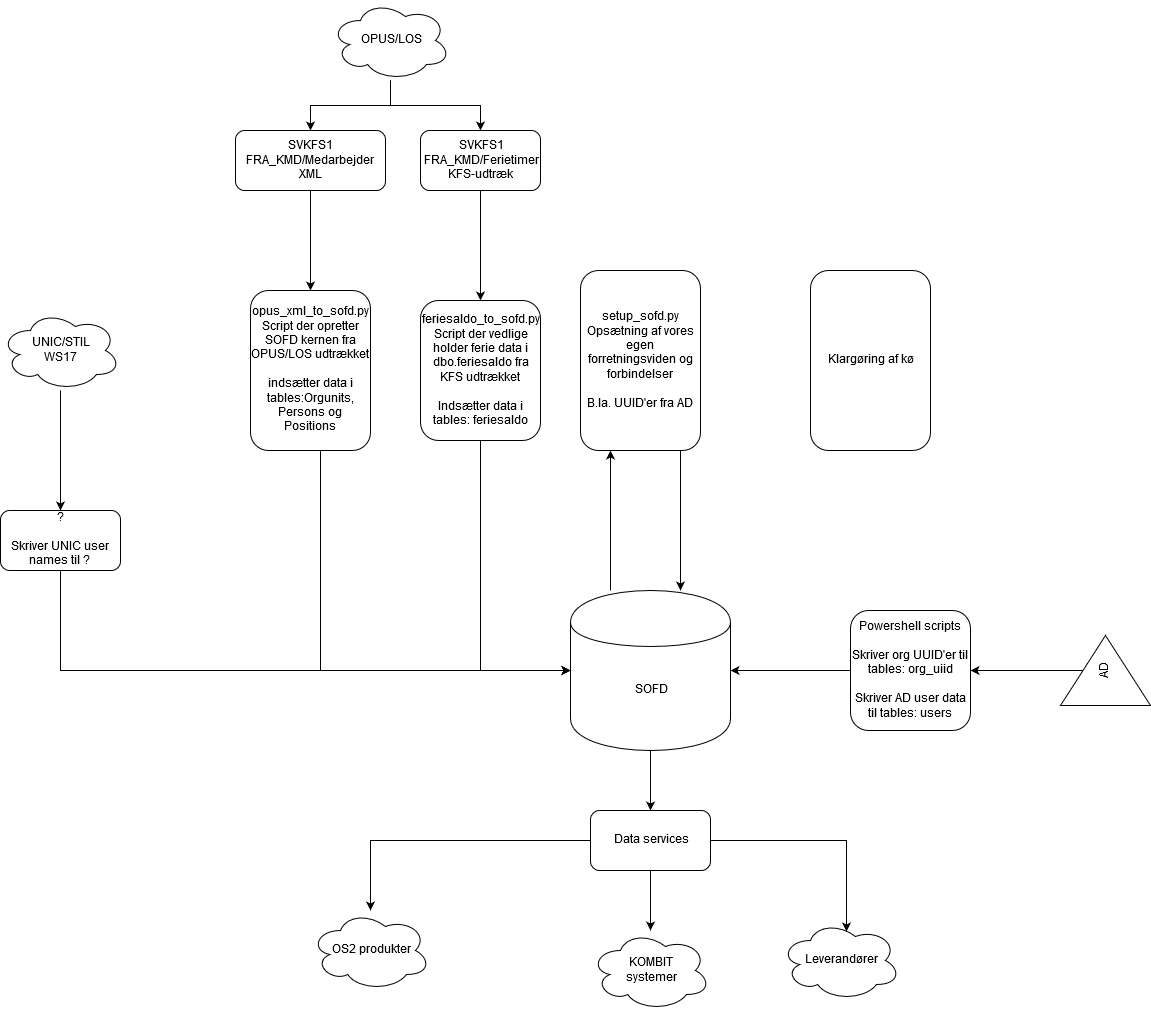 OPUS/LOS
SVKFS1
FRA_KMD/Medarbejder
XML
SVKFS1
FRA_KMD/Ferietimer
KFS-udtræk
UNIC/STIL
WS17
opus_xml_to_sofd.py
Script der opretter
SOFD kernen fra
OPUS/LOS udtrækket
indsætter data i
tables:Orgunits,
Persons og
Positions
feriesaldo_to_sofd.py
Script der vedlige
holder ferie data i
dbo.feriesaldo fra
KFS udtrækket
Indsætter data i
tables: feriesaldo
setup_sofd.py
Opsætning af vores
egen
forretningsviden og
forbindelser
B.la. UUID'er fra AD
Klargøring af kø
?
Skriver UNIC user
names til ?
SOFD
Powershell scripts
Skriver org UUID'er til
tables: org_uiid
Skriver AD user data
til tables: users
AD
Data services
OS2 produkter
KOMBIT
systemer
Leverandører